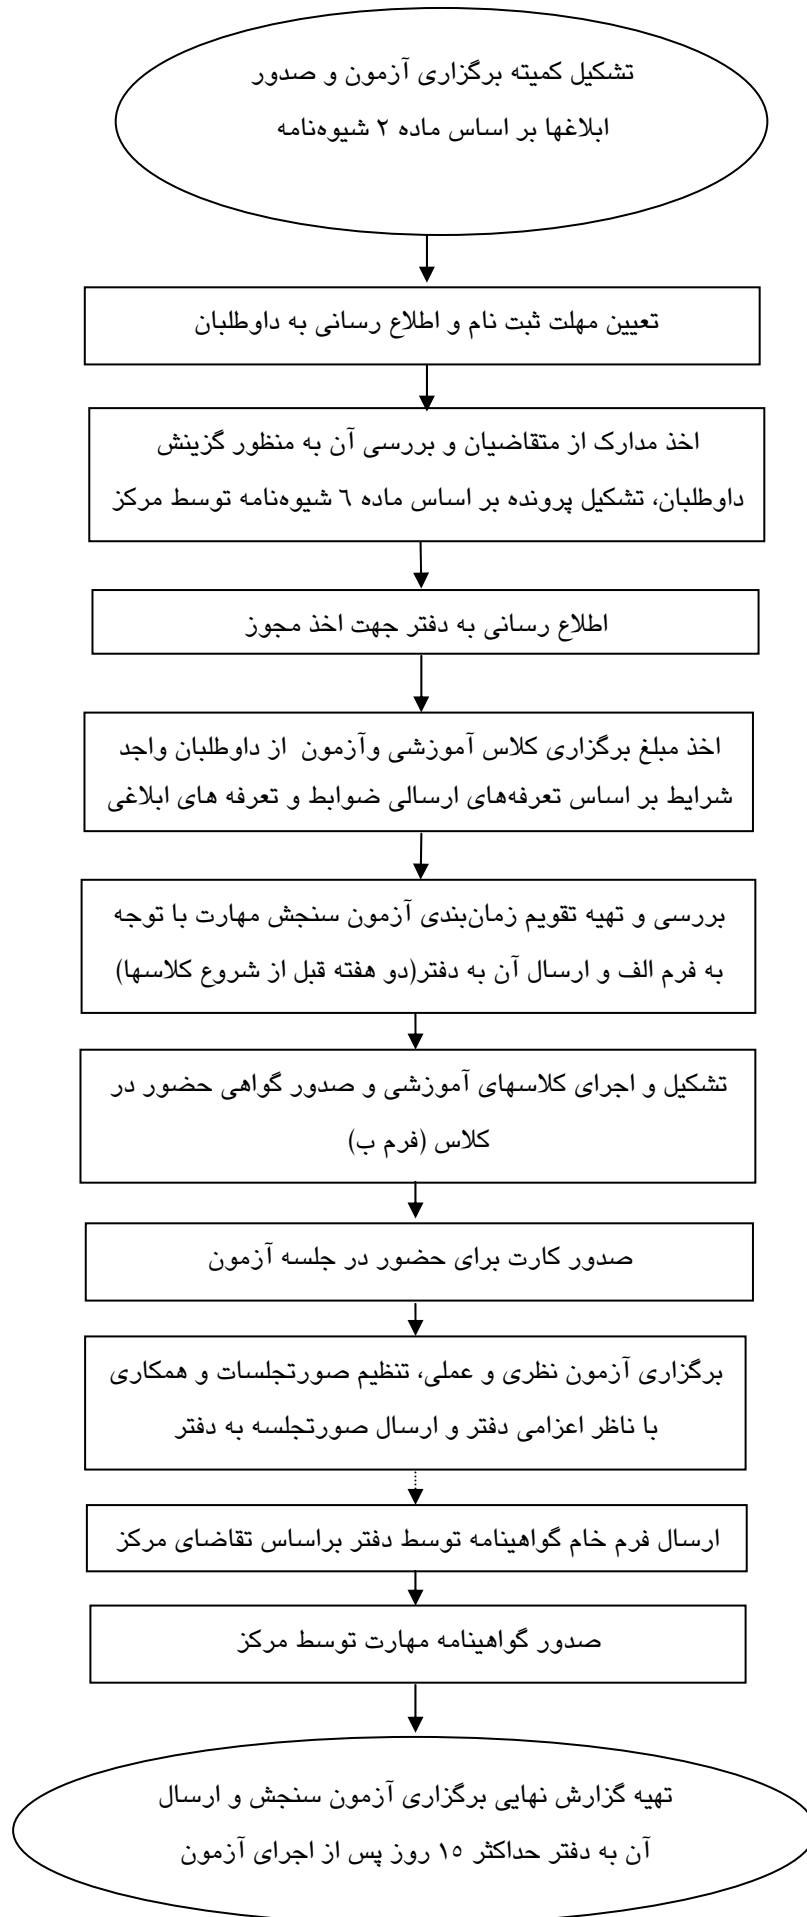 تشکیل کمیته برگزاری آزمون و صدور
ابلاغها بر اساس ماده ۲ شیوه‌نامه
تعیین مهلت ثبت نام و اطلاع رسانی به داوطلبان
اخذ مدارک از متقاضیان و بررسی آن به منظور گزینش
داوطلبان، تشکیل پرونده بر اساس ماده ٦ شیوه‌نامه توسط مرکز
اطلاع رسانی به دفتر جهت اخذ مجوز
اخذ مبلغ برگزاری کلاس آموزشی وآزمون از داوطلبان واجد
شرایط بر اساس تعرفه‌های ارسالی ضوابط و تعرفه های ابلاغی
بررسی و تهیه تقویم زمان‌بندی آزمون سنجش مهارت با توجه
به فرم الف و ارسال آن به دفتر(دو هفته قبل از شروع کلاسها)
تشکیل و اجرای کلاسهای آموزشی و صدور گواهی حضور در
کلاس (فرم ب)
صدور کارت برای حضور در جلسه آزمون
برگزاری آزمون نظری و عملی، تنظیم صورتجلسات و همکاری
با ناظر اعزامی دفتر و ارسال صورتجلسه به دفتر
ارسال فرم خام گواهینامه توسط دفتر براساس تقاضای مرکز
صدور گواهینامه مهارت توسط مرکز
تهیه گزارش نهایی برگزاری آزمون سنجش و ارسال
آن به دفتر حداکثر ۱٥ روز پس از اجرای آزمون